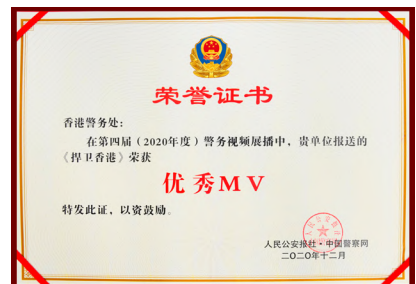 荣誉证书
香港警务处：
在第四届（2020年度）警务视频展播中，贵单位报送的
《捍卫香港》荣获
优秀MV
特发此证，以资鼓励。
人民公安报社·中国警察网
二〇二〇年十二月